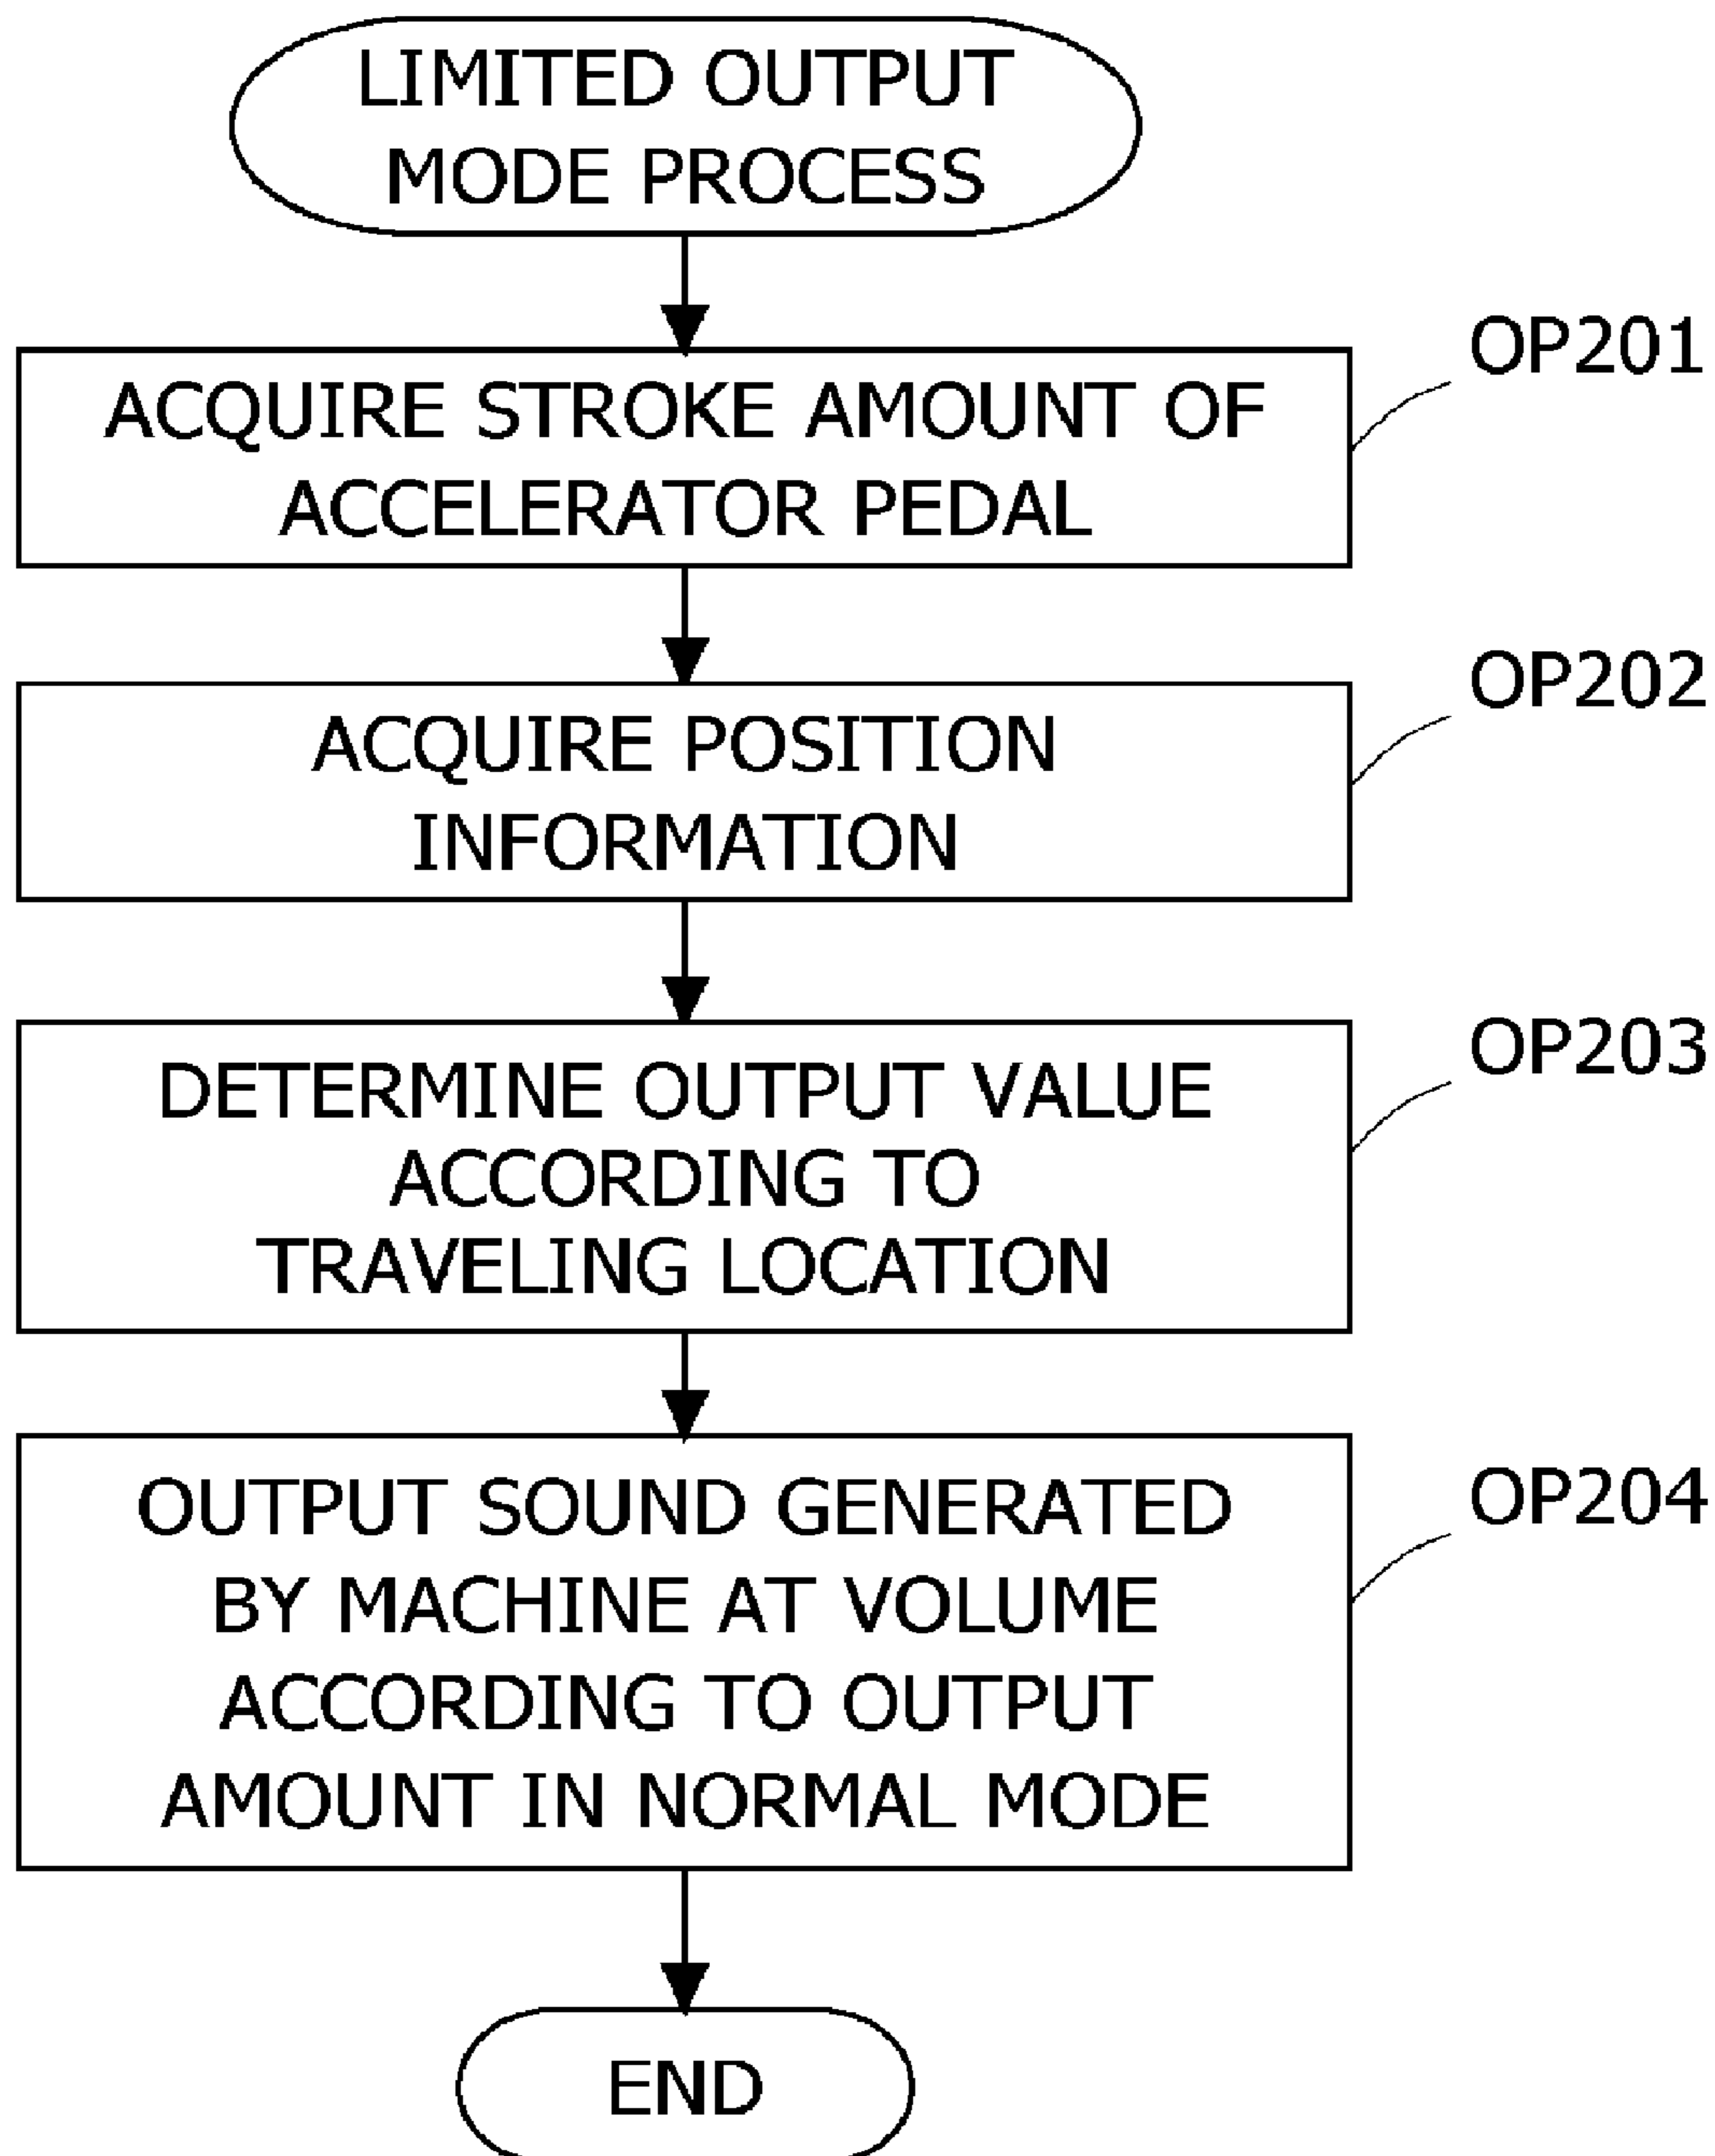 LIMITED OUTPUT
MODE PROCESS
OP201
ACQUIRE STROKE AMOUNT OF
ACCELERATOR PEDAL
OP202
ACQUIRE POSITION
INFORMATION
OP203
DETERMINE OUTPUT VALUE
ACCORDING TO
TRAVELING LOCATION
OP204
OUTPUT SOUND GENERATED
BY MACHINE AT VOLUME
ACCORDING TO OUTPUT
AMOUNT IN NORMAL MODE
END